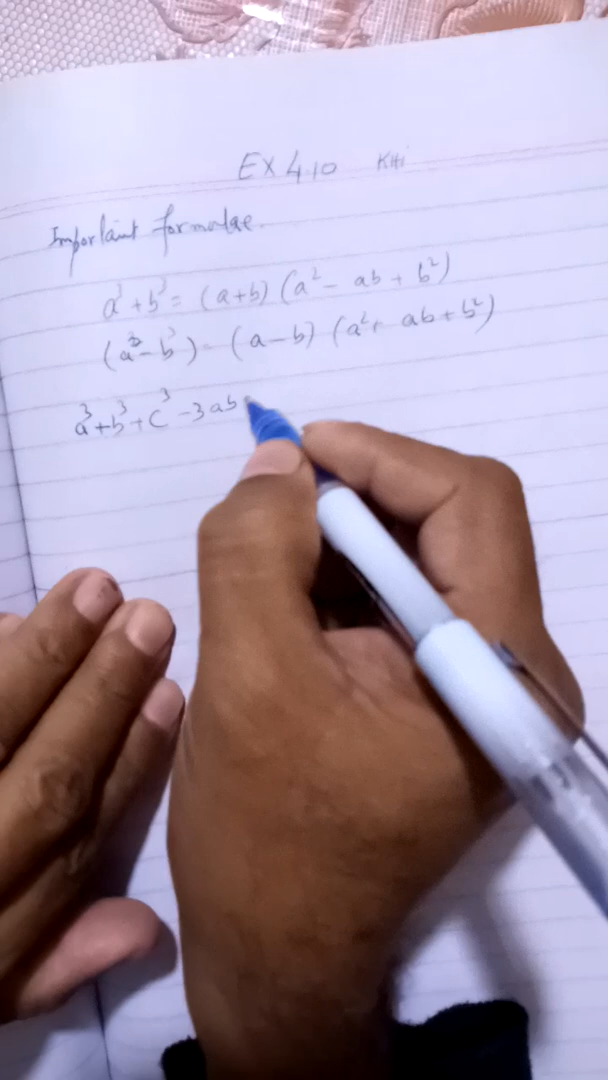 EX 4.10 KHi
Important formulae.
a³ + b³ = (a+b) (a² - ab + b²)
(a³ - b³) = (a - b) (a² + ab + b²)
a³ + b³ + c³ - 3ab